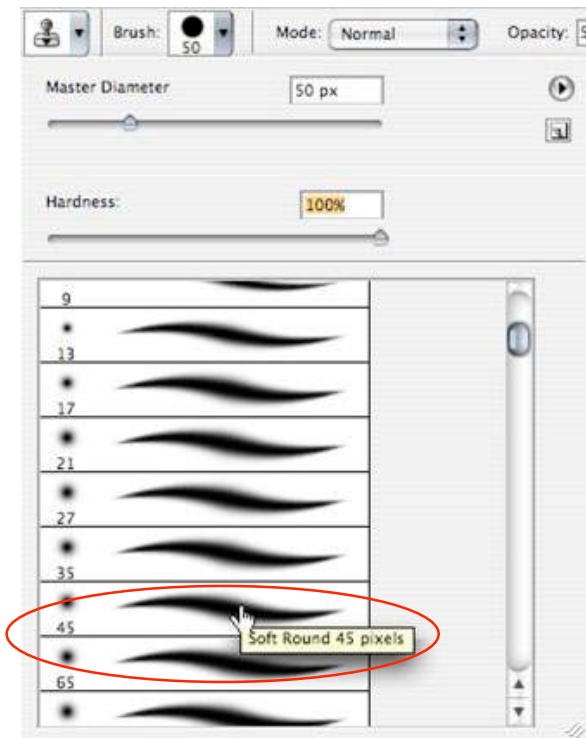 Brush: 50 Mode: Normal Opacity: 5
Master Diameter 50 px
Hardness: 100%
9
13
17
21
27
35
45
Soft Round 45 pixels
65